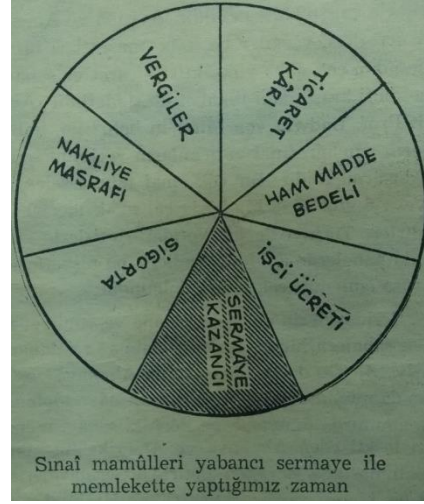 VERGİLER
TİCARET
KÂRI
NAKLİYE
MASRAFI
HAM MADDE
BEDELİ
SİGORTA
İŞCİ ÜCRETİ
SERMAYE
KAZANCI
Sınaî mamûlleri yabancı sermaye ile
memlekette yaptığımız zaman